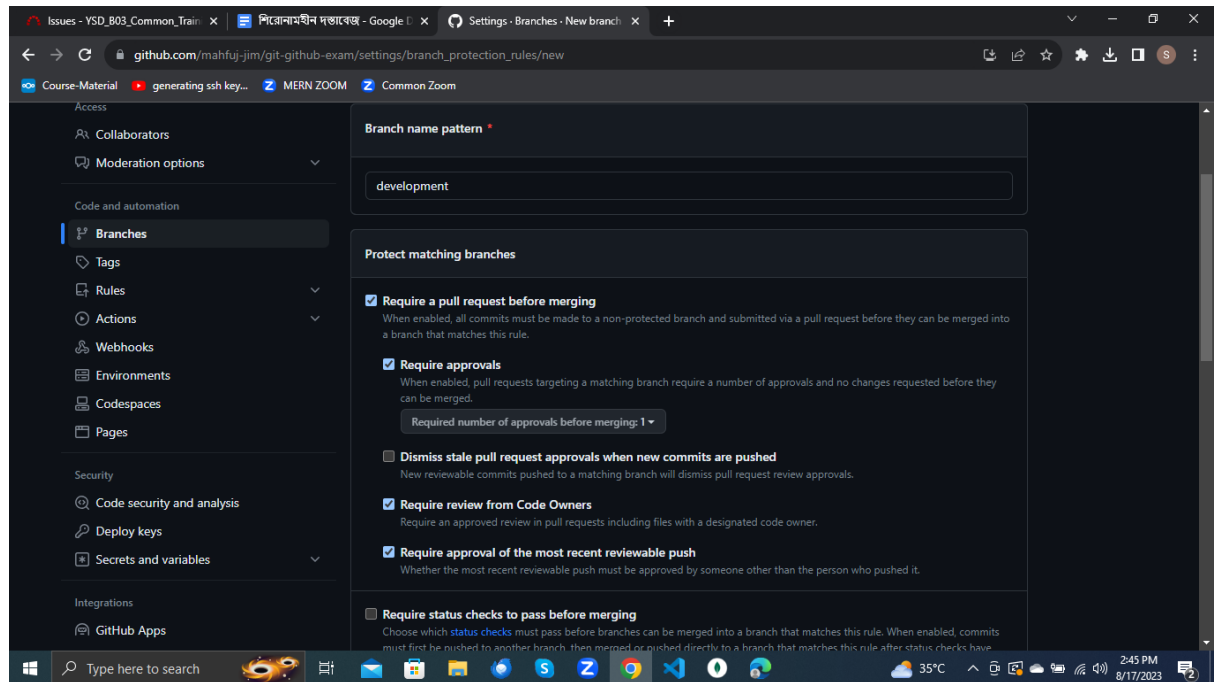 Issues - YSD_B03_Common_Train
শিরোনামহীন দস্তাবেজ - Google D
Settings · Branches · New branch
github.com/mahfuj-jim/git-github-exam/settings/branch_protection_rules/new
S
Course-Material
generating ssh key...
MERN ZOOM
Common Zoom
Access
Collaborators
Moderation options
Code and automation
Branches
Tags
Rules
Actions
Webhooks
Environments
Codespaces
Pages
Security
Code security and analysis
Deploy keys
Secrets and variables
Integrations
GitHub Apps
Branch name pattern *
development
Protect matching branches
Require a pull request before merging
When enabled, all commits must be made to a non-protected branch and submitted via a pull request before they can be merged into
a branch that matches this rule.
Require approvals
When enabled, pull requests targeting a matching branch require a number of approvals and no changes requested before they
can be merged.
Required number of approvals before merging: 1
Dismiss stale pull request approvals when new commits are pushed
New reviewable commits pushed to a matching branch will dismiss pull request review approvals.
Require review from Code Owners
Require an approved review in pull requests including files with a designated code owner.
Require approval of the most recent reviewable push
Whether the most recent reviewable push must be approved by someone other than the person who pushed it.
Require status checks to pass before merging
Choose which status checks must pass before branches can be merged into a branch that matches this rule. When enabled, commits
must first be pushed to another branch, then merged or pushed directly to a branch that matches this rule after status checks have
Type here to search
35°C
2:45 PM
8/17/2023
2